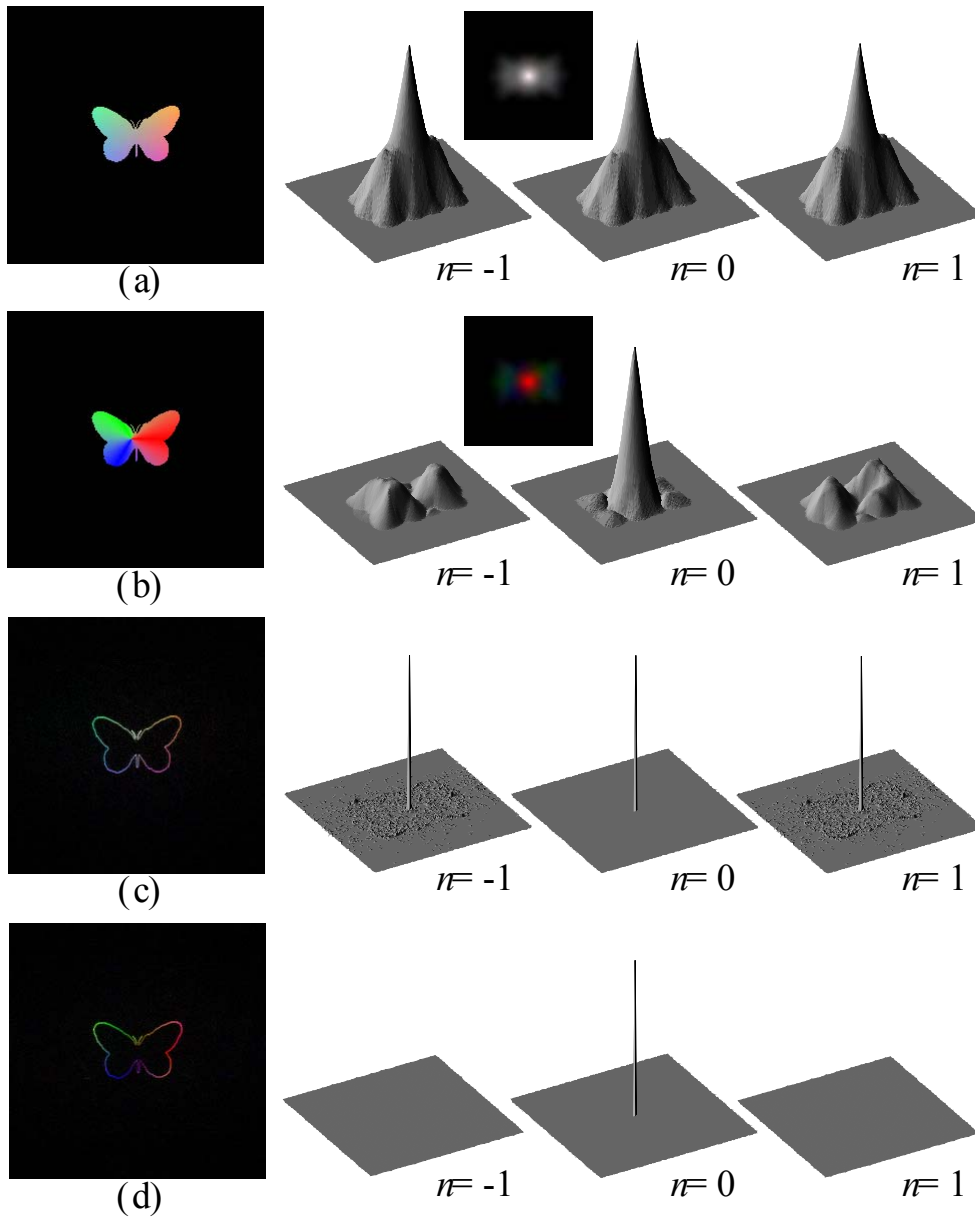 n= -1 n= 0 n= 1
(a)
n= -1 n= 0 n= 1
(b)
n= -1 n= 0 n= 1
(c)
n= -1 n= 0 n= 1
(d)